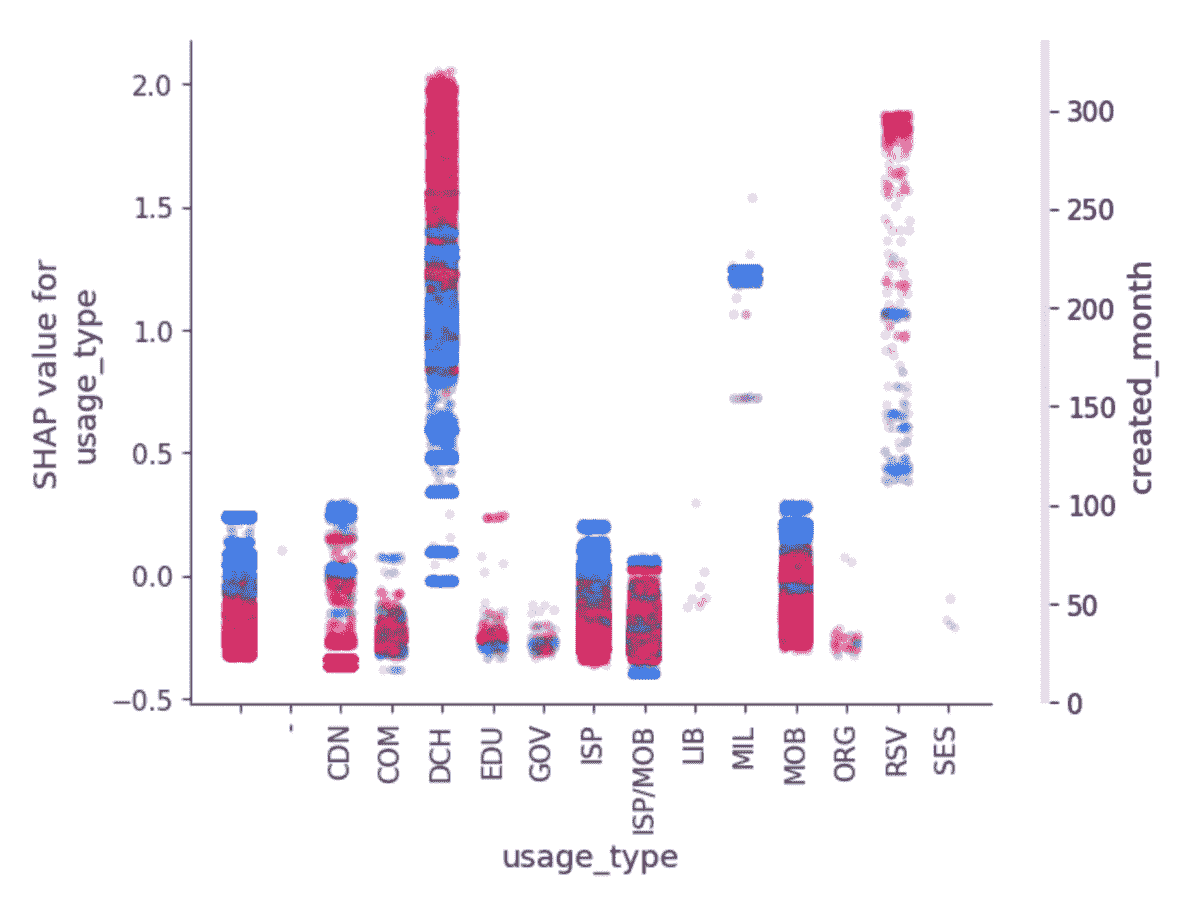 2.0
1.5
1.0
0.5
0.0
−0.5
SHAP value for
usage_type
-
CDN
COM
DCH
EDU
GOV
ISP
ISP/MOB
LIB
MIL
MOB
ORG
RSV
SES
usage_type
300
250
200
150
100
50
0
created_month